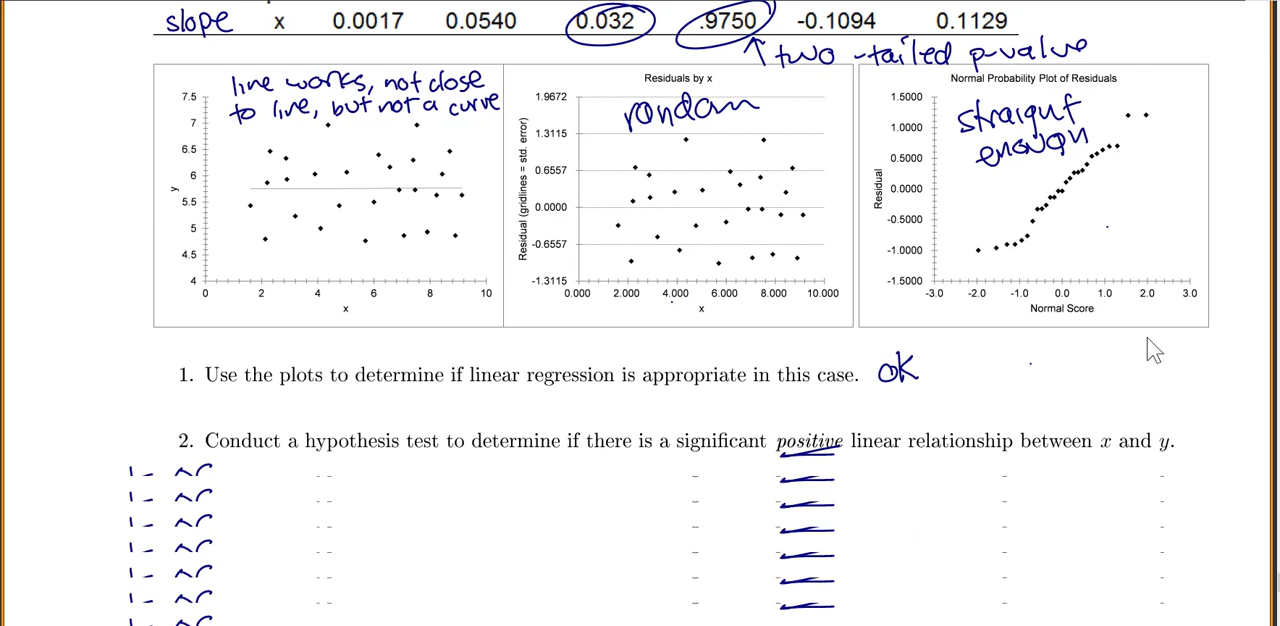 slope x 0.0017 0.0540 0.032 .9750 -0.1094 0.1129
two-tailed p-value
line works, not close
to line, but not a curve
7.5
7
6.5
6
5.5
5
4.5
4
y
0 2 4 6 8 10
x
Residuals by x
random
1.9672
1.3115
0.6557
0.0000
-0.6557
-1.3115
Residual (gridlines = std. error)
0.000 2.000 4.000 6.000 8.000 10.000
x
Normal Probability Plot of Residuals
straight
enough
1.5000
1.0000
0.5000
0.0000
-0.5000
-1.0000
-1.5000
Residual
-3.0 -2.0 -1.0 0.0 1.0 2.0 3.0
Normal Score
1. Use the plots to determine if linear regression is appropriate in this case. OK
2. Conduct a hypothesis test to determine if there is a significant positive linear relationship between x and y.